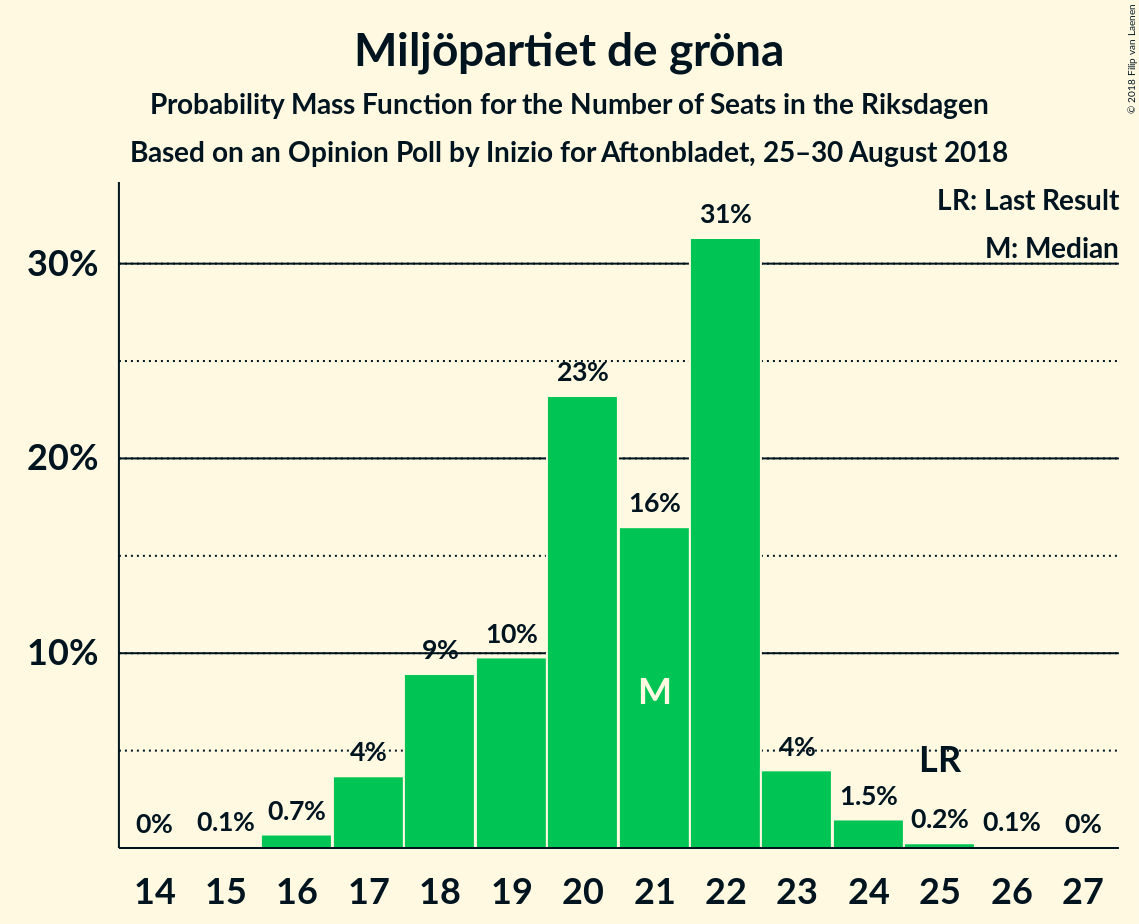 Miljöpartiet de gröna
Probability Mass Function for the Number of Seats in the Riksdagen
Based on an Opinion Poll by Inizio for Aftonbladet, 25–30 August 2018
© 2018 Filip van Laenen
LR: Last Result
M: Median
30%
20%
10%
0%
0.1%
0.7%
4%
9%
10%
23%
16%
31%
4%
1.5%
0.2%
0.1%
0%
M
LR
14 15 16 17 18 19 20 21 22 23 24 25 26 27